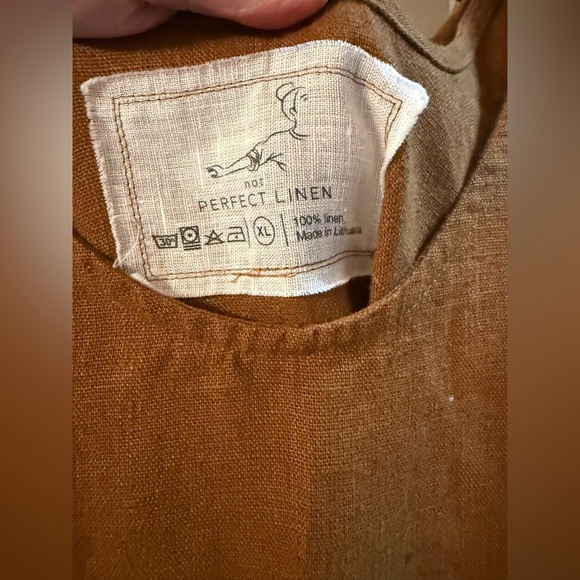 not
PERFECT LINEN
30° XL 100% linen
Made in Lithuania